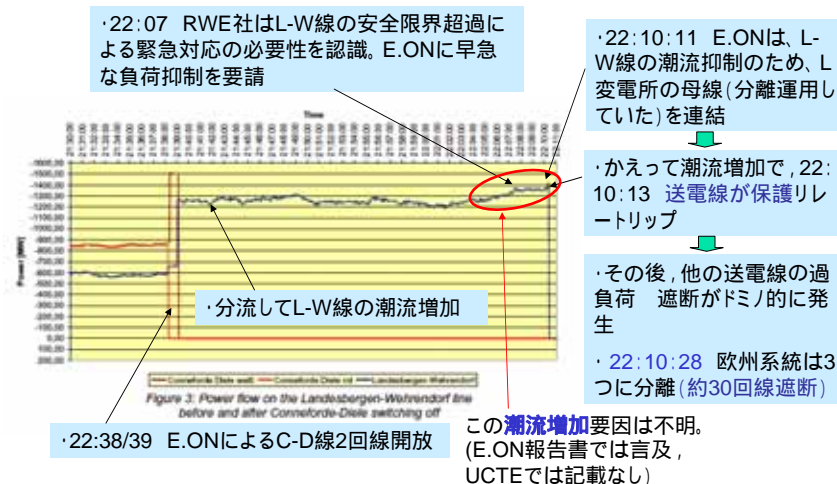 ･22:07 RWE社はL-W線の安全限界超過に
よる緊急対応の必要性を認識。E.ONに早急
な負荷抑制を要請
･22:10:11 E.ONは、L-
W線の潮流抑制のため、L
変電所の母線(分離運用し
ていた)を連結
･かえって潮流増加で，22:
10:13 送電線が保護リレ
ートリップ
･その後，他の送電線の過
負荷 遮断がドミノ的に発
生
･ 22:10:28 欧州系統は3
つに分離(約30回線遮断)
Time
Power [MW]
･分流してL-W線の潮流増加
Conneforde Diele weiß Conneforde Diele rot Landesbergen-Wehrendorf
Figure 3: Power flow on the Landesbergen-Wehrendorf line
before and after Conneforde-Diele switching off
･22:38/39 E.ONによるC-D線2回線開放
この潮流増加要因は不明。
(E.ON報告書では言及，
UCTEでは記載なし)